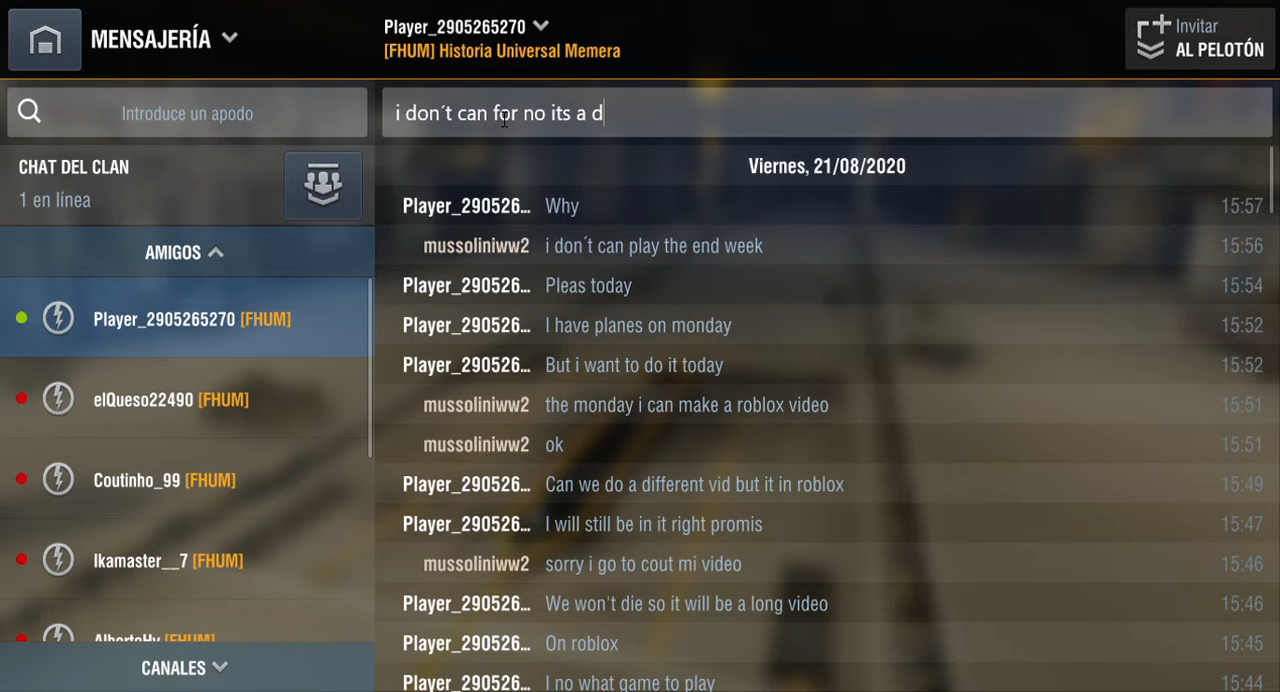 MENSAJERÍA
Player_2905265270
[FHUM] Historia Universal Memera
Invitar
AL PELOTÓN
Introduce un apodo
i don´t can for no its a d
CHAT DEL CLAN
1 en línea
AMIGOS
Player_2905265270 [FHUM]
elQueso22490 [FHUM]
Coutinho_99 [FHUM]
Ikamaster__7 [FHUM]
AlbertoHy [FHUM]
CANALES
Viernes, 21/08/2020
Player_290526... Why 15:57
mussoliniww2 i don´t can play the end week 15:56
Player_290526... Pleas today 15:54
Player_290526... I have planes on monday 15:52
Player_290526... But i want to do it today 15:52
mussoliniww2 the monday i can make a roblox video 15:51
mussoliniww2 ok 15:51
Player_290526... Can we do a different vid but it in roblox 15:49
Player_290526... I will still be in it right promis 15:47
mussoliniww2 sorry i go to cout mi video 15:46
Player_290526... We won't die so it will be a long video 15:46
Player_290526... On roblox 15:45
Player_290526... I no what game to play 15:44